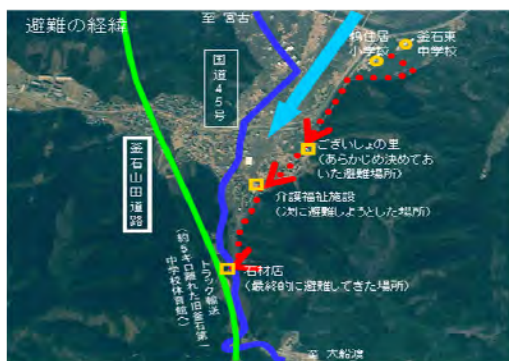 避難の経緯
至 宮古
国道45号
鵜住居
小学校
釜石東
中学校
釜石山田道路
ございしょの里
(あらかじめ決めてお
いた避難場所)
介護福祉施設
(次に避難しようとした場所)
石材店
(最終的に避難してきた場所)
トラック輸送
(約5キロ離れた旧釜石第一
中学校体育館へ)
至 大船渡